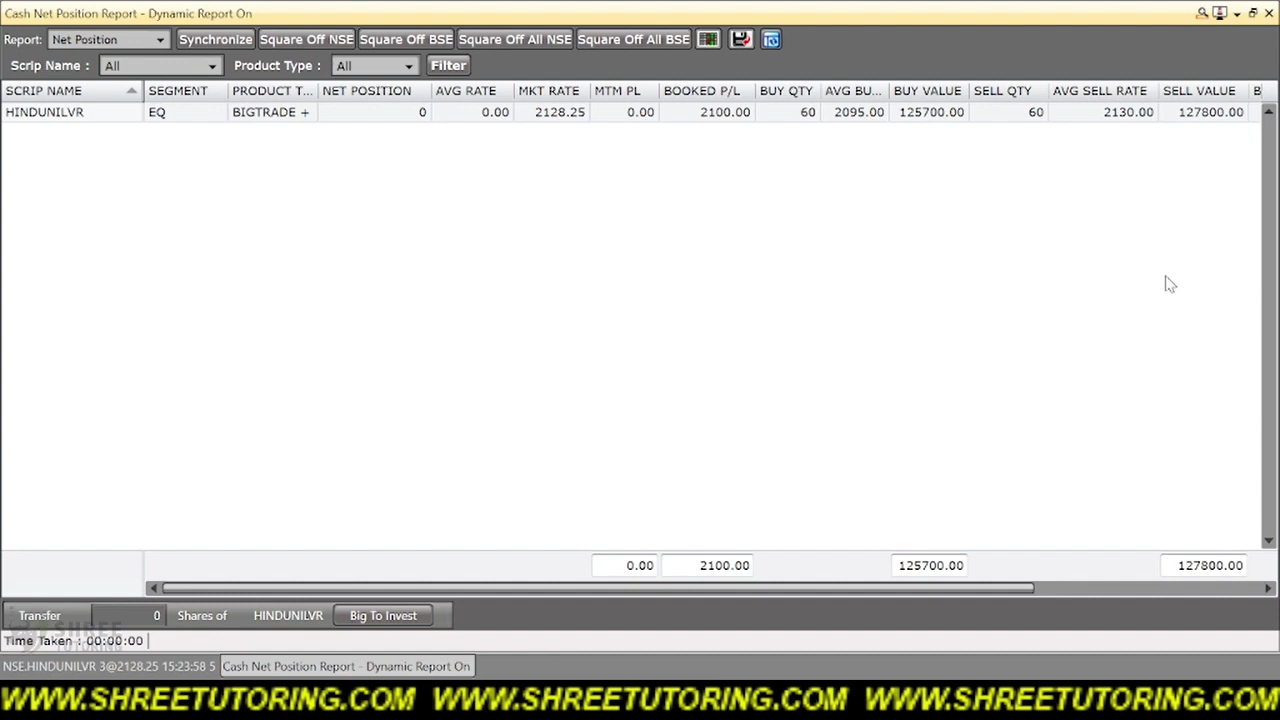 Cash Net Position Report - Dynamic Report On
Report: Net Position Synchronize Square Off NSE Square Off BSE Square Off All NSE Square Off All BSE
Scrip Name : All Product Type : All Filter
SCRIP NAME SEGMENT PRODUCT T... NET POSITION AVG RATE MKT RATE MTM PL BOOKED P/L BUY QTY AVG BU... BUY VALUE SELL QTY AVG SELL RATE SELL VALUE B
HINDUNILVR EQ BIGTRADE + 0 0.00 2128.25 0.00 2100.00 60 2095.00 125700.00 60 2130.00 127800.00
0.00 2100.00 125700.00 127800.00
Transfer 0 Shares of HINDUNILVR Big To Invest
SHREE
TUTORING
Time Taken : 00:00:00
NSE.HINDUNILVR 3@2128.25 15:23:58 5 Cash Net Position Report - Dynamic Report On
WWW.SHREETUTORING.COM WWW.SHREETUTORING.COM WWW.SHREETUTORING.COM